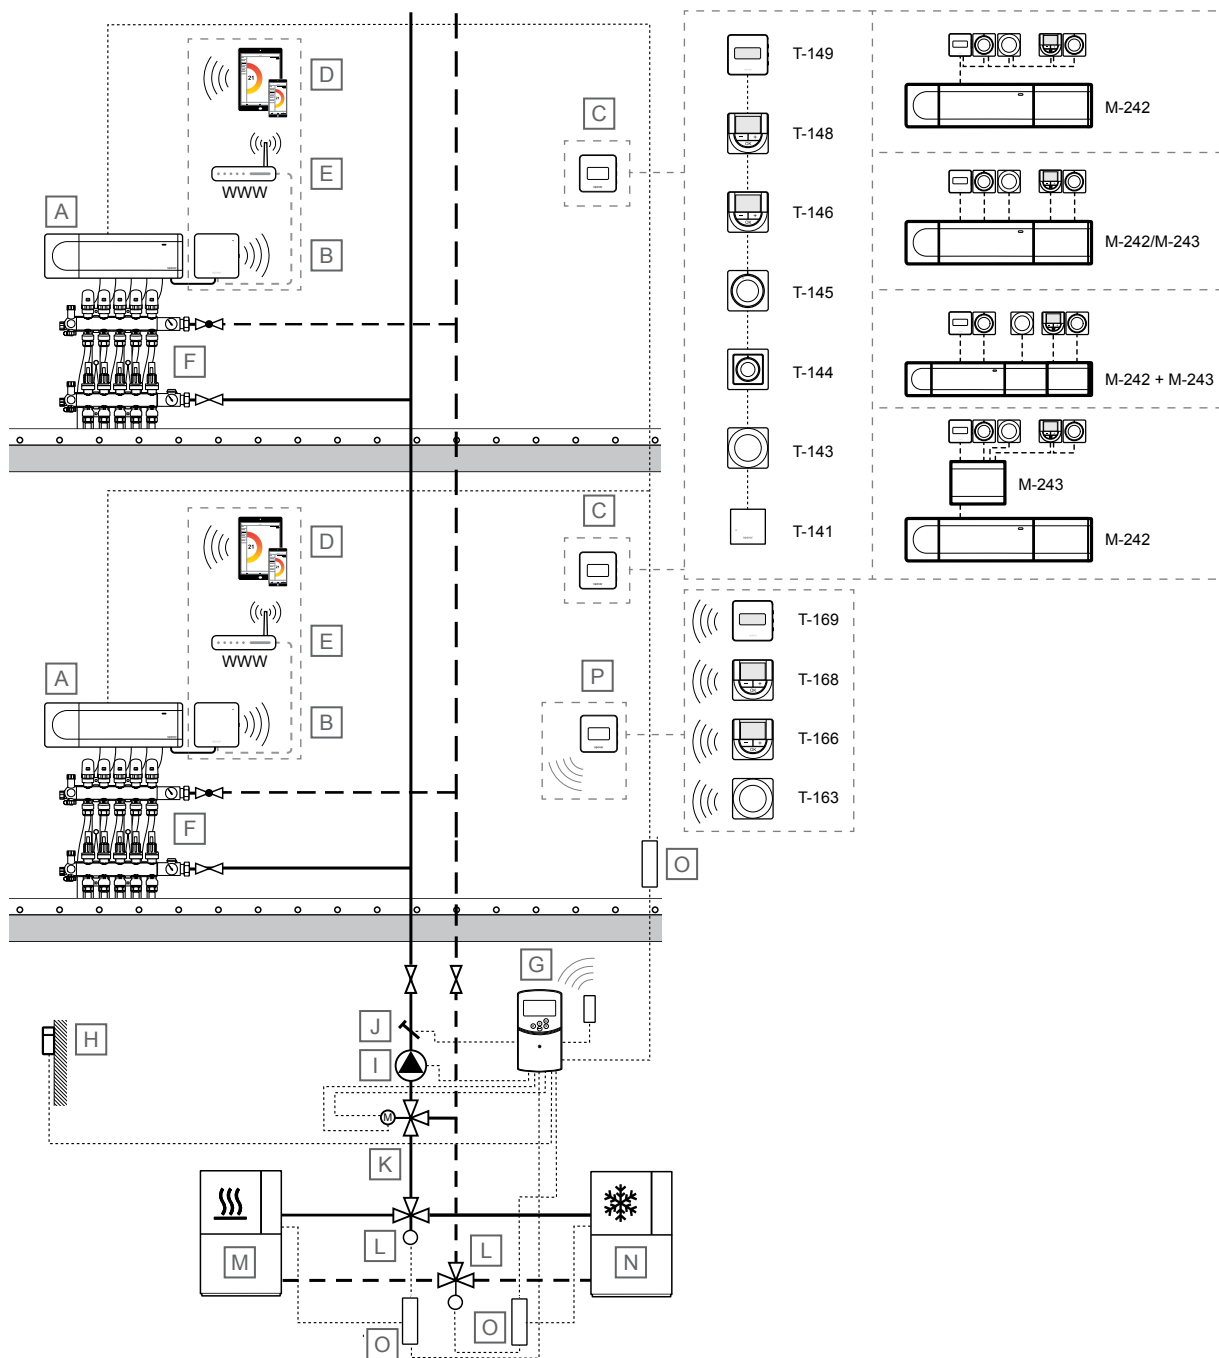 D
E
WWW
A
B
F
C
T-149
T-148
T-146
T-145
T-144
T-143
T-141
M-242
M-242/M-243
M-242 + M-243
M-243
M-242
D
E
WWW
A
B
F
C
P
T-169
T-168
T-166
T-163
O
G
H
J
I
M
K
L
L
M
N
O
O
21
21